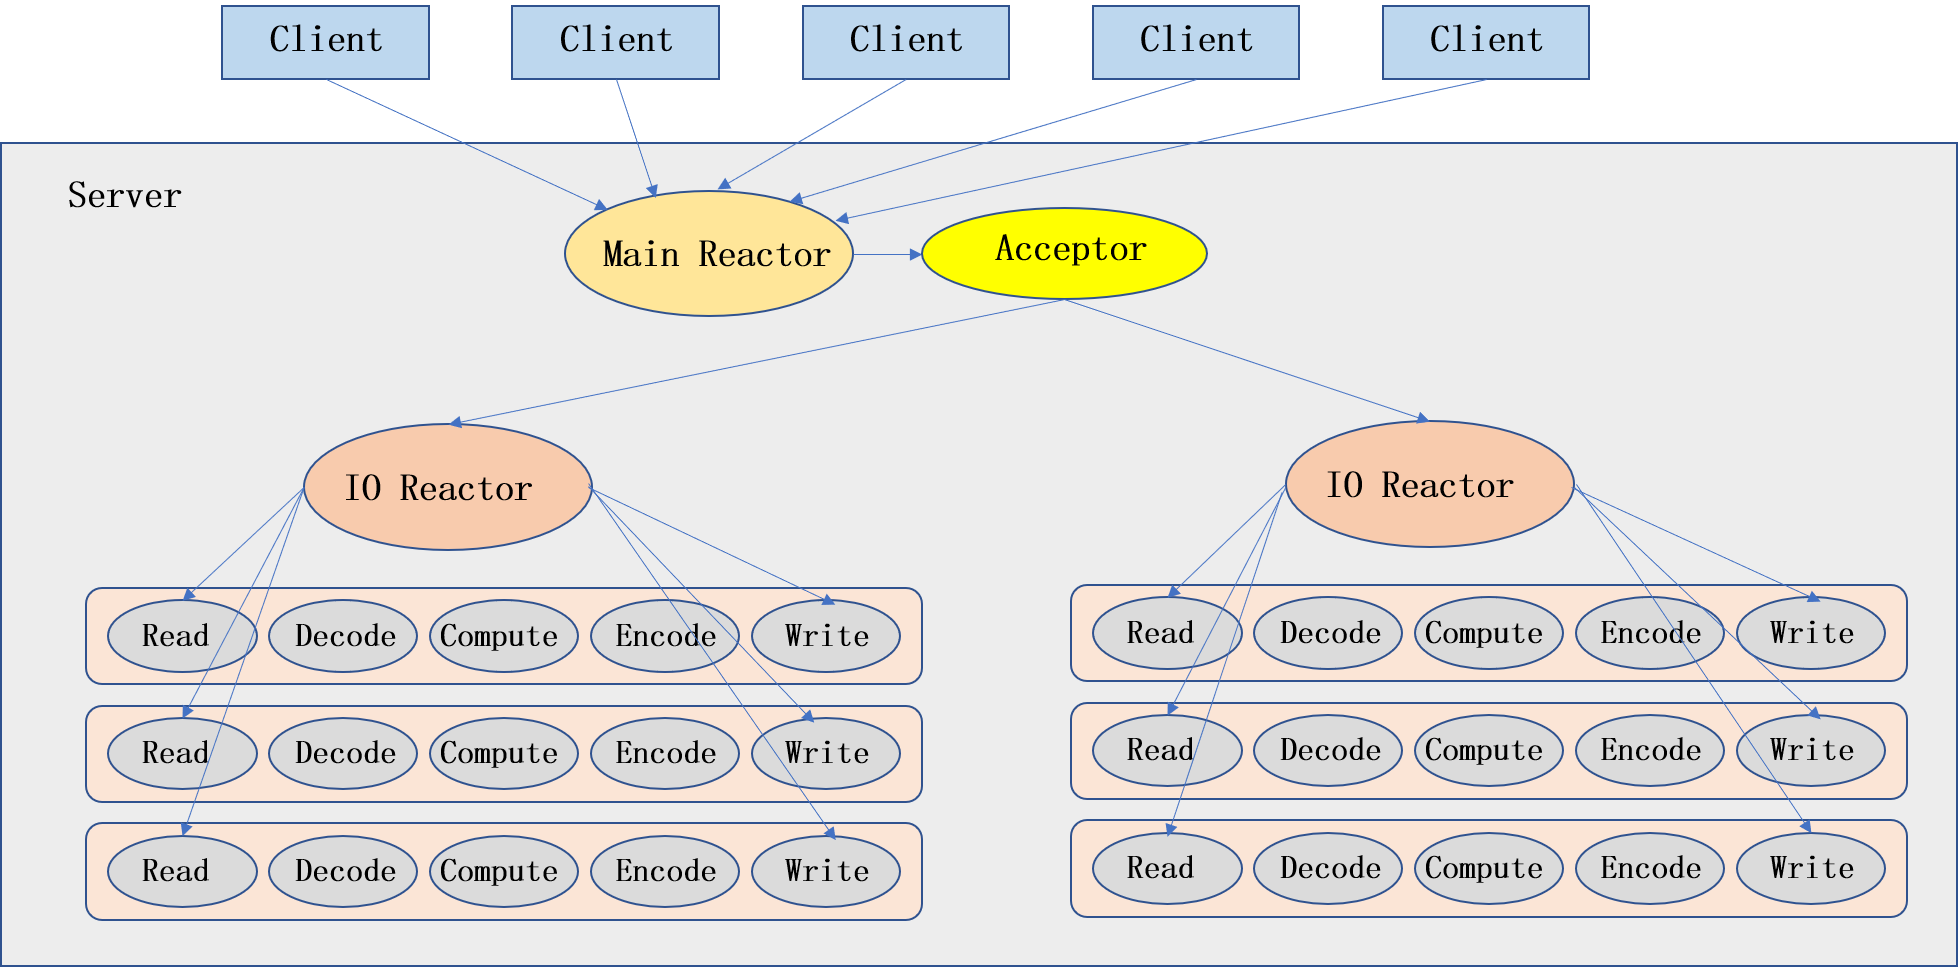 Client
Client
Client
Client
Client
Server
Main Reactor
Acceptor
IO Reactor
IO Reactor
Read Decode Compute Encode Write
Read Decode Compute Encode Write
Read Decode Compute Encode Write
Read Decode Compute Encode Write
Read Decode Compute Encode Write
Read Decode Compute Encode Write